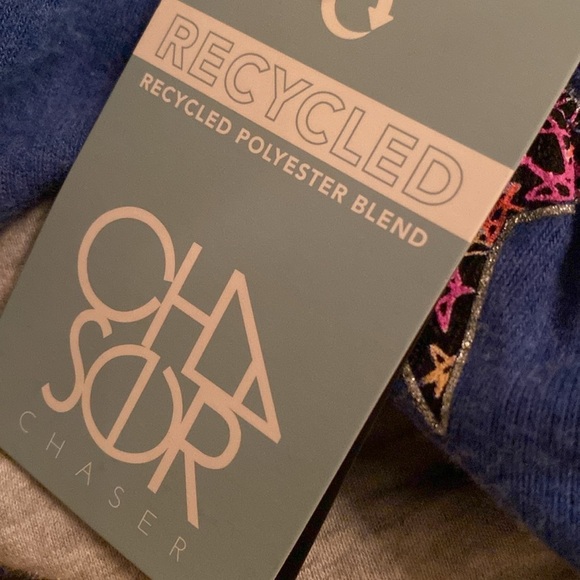 RECYCLED
RECYCLED POLYESTER BLEND
CHA
SER
CHASER